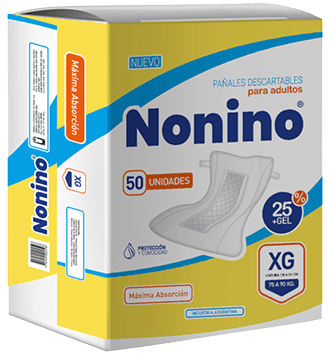 NUEVO
PAÑALES DESCARTABLES
para adultos
Nonino®
50 UNIDADES
25%
+GEL
PROTECCIÓN
Y COMODIDAD
XG
75 A 90 KG.
Máxima Absorción
INDUSTRIA ARGENTINA
Máxima Absorción
XG
Nonino